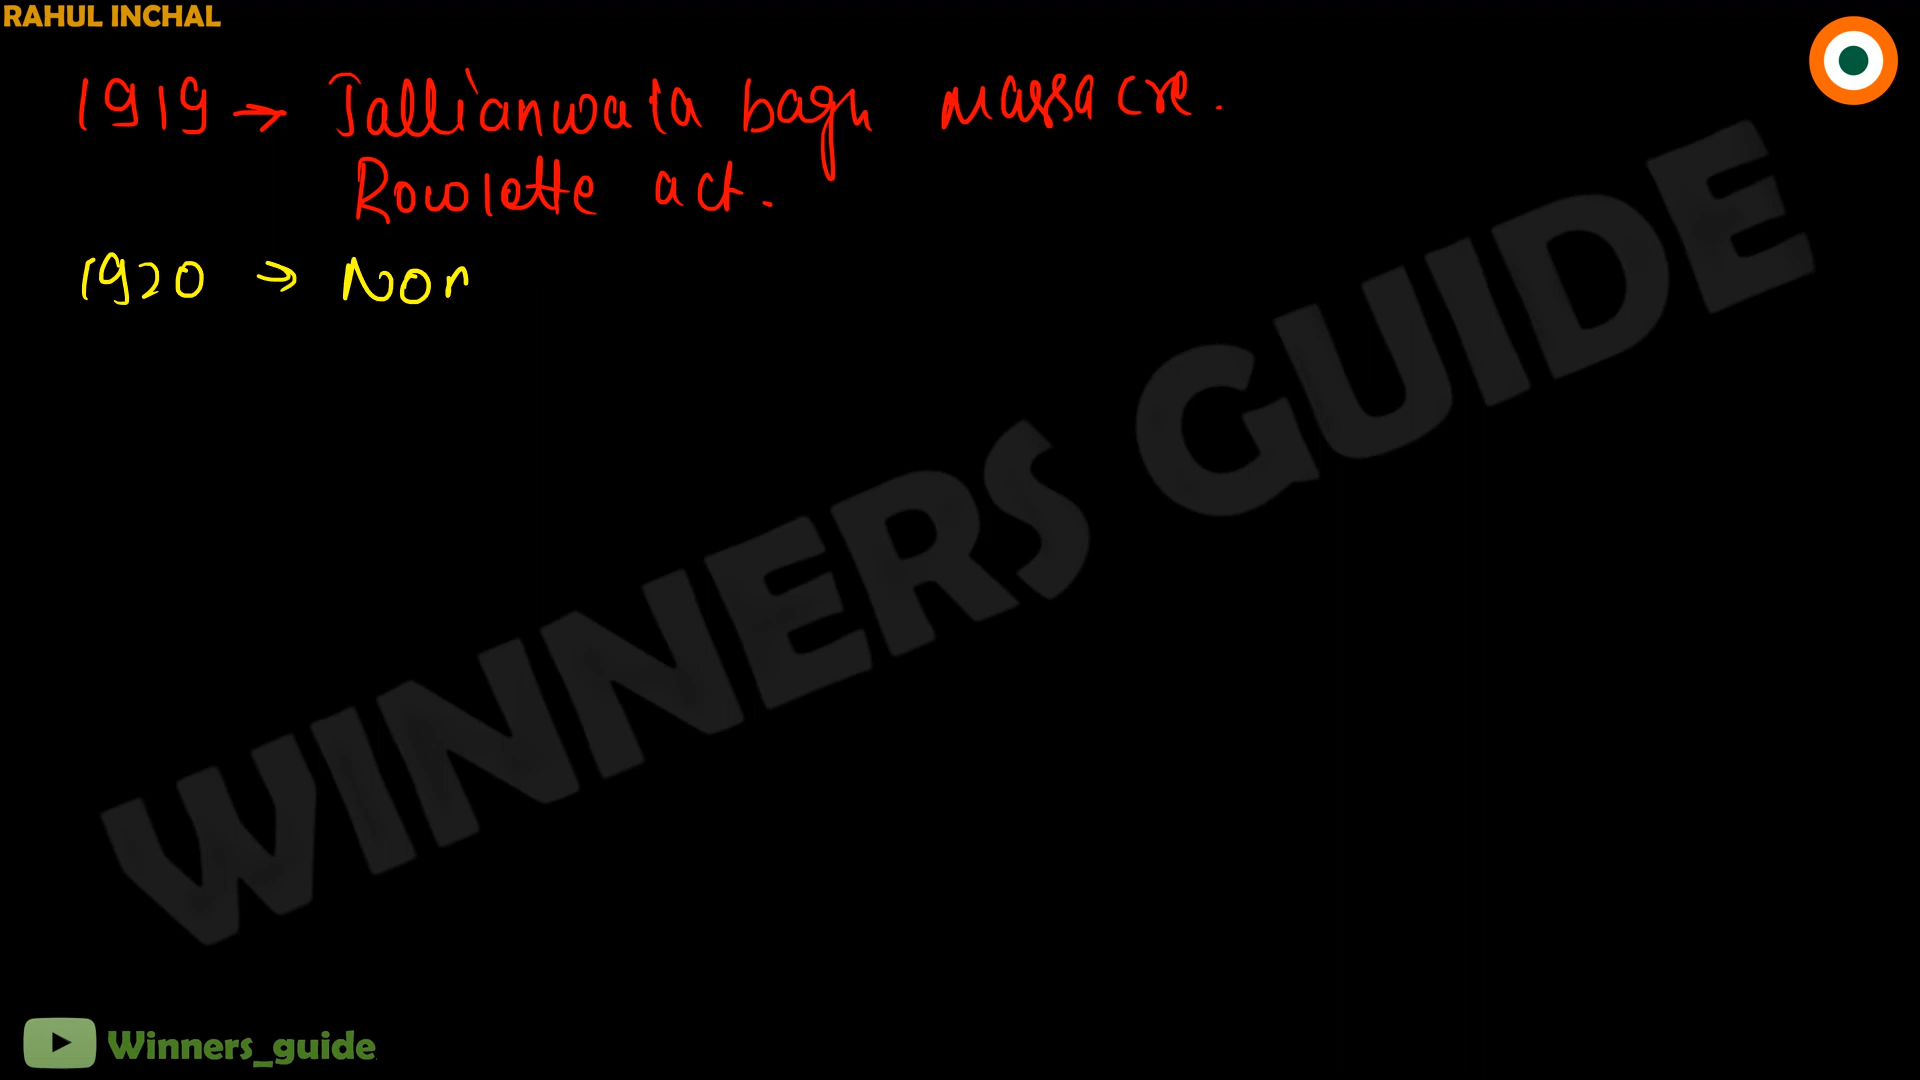 RAHUL INCHAL
1919 → Jallianwala bagh massacre.
Rowlatte act.
1920 → Non
WINNERS GUIDE
Winners_guide